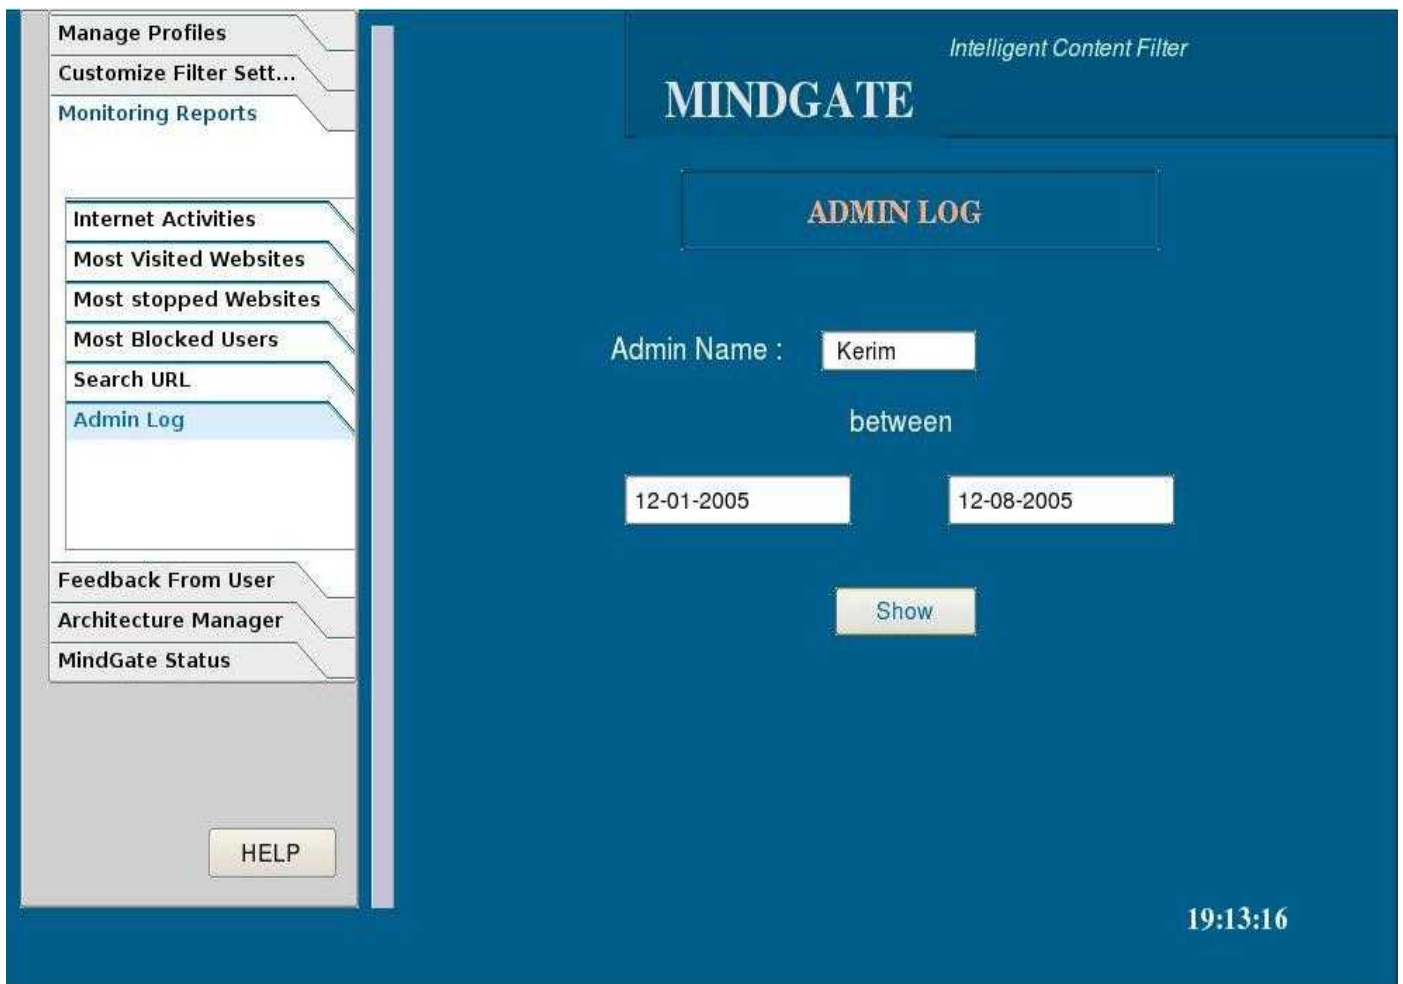 Manage Profiles
Customize Filter Sett...
Monitoring Reports
Internet Activities
Most Visited Websites
Most stopped Websites
Most Blocked Users
Search URL
Admin Log
Feedback From User
Architecture Manager
MindGate Status
HELP
Intelligent Content Filter
MINDGATE
ADMIN LOG
Admin Name : Kerim
between
12-01-2005 12-08-2005
Show
19:13:16